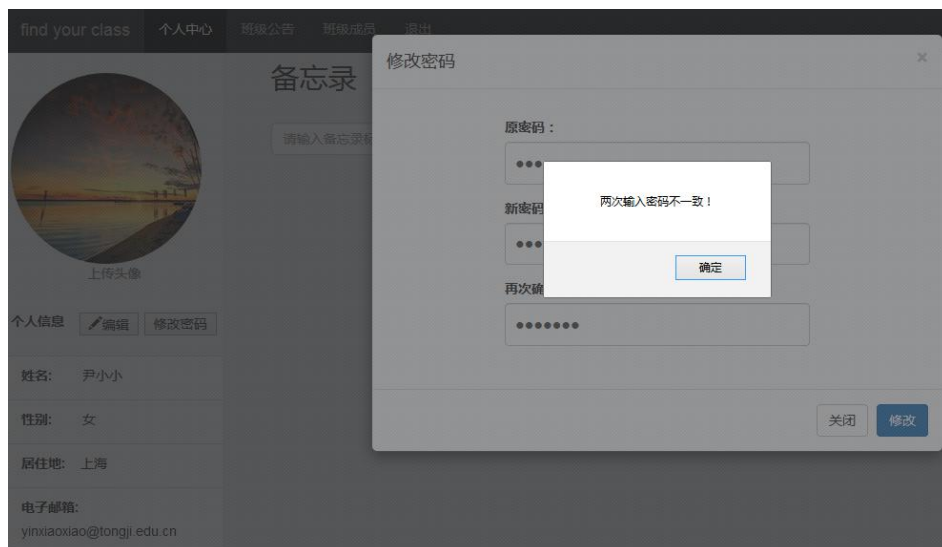 find your class 个人中心 班级公告 班级成员 退出
修改密码 ×
备忘录
请输入备忘录
原密码：
•••
两次输入密码不一致！
新密码
•••
确定
上传头像
再次确
•••••••
个人信息 编辑 修改密码
姓名: 尹小小
性别: 女
关闭 修改
居住地: 上海
电子邮箱:
yinxiaoxiao@tongji.edu.cn